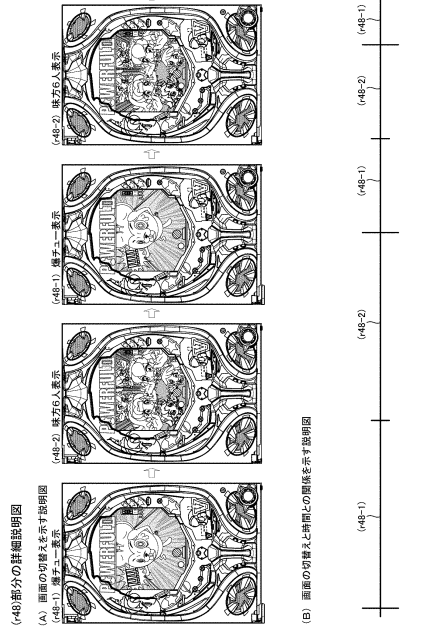 (r48)部分の詳細説明図
(A) 画面の切替えを示す説明図
(r48-1) 爆チュー表示
(r48-2) 味方6人表示
(r48-1) 爆チュー表示
(r48-2) 味方6人表示
POWERFUL
POWERFUL
POWERFUL
POWERFUL
(B) 画面の切替えと時間との関係を示す説明図
(r48-1)
(r48-2)
(r48-1)
(r48-2)
(r48-1)